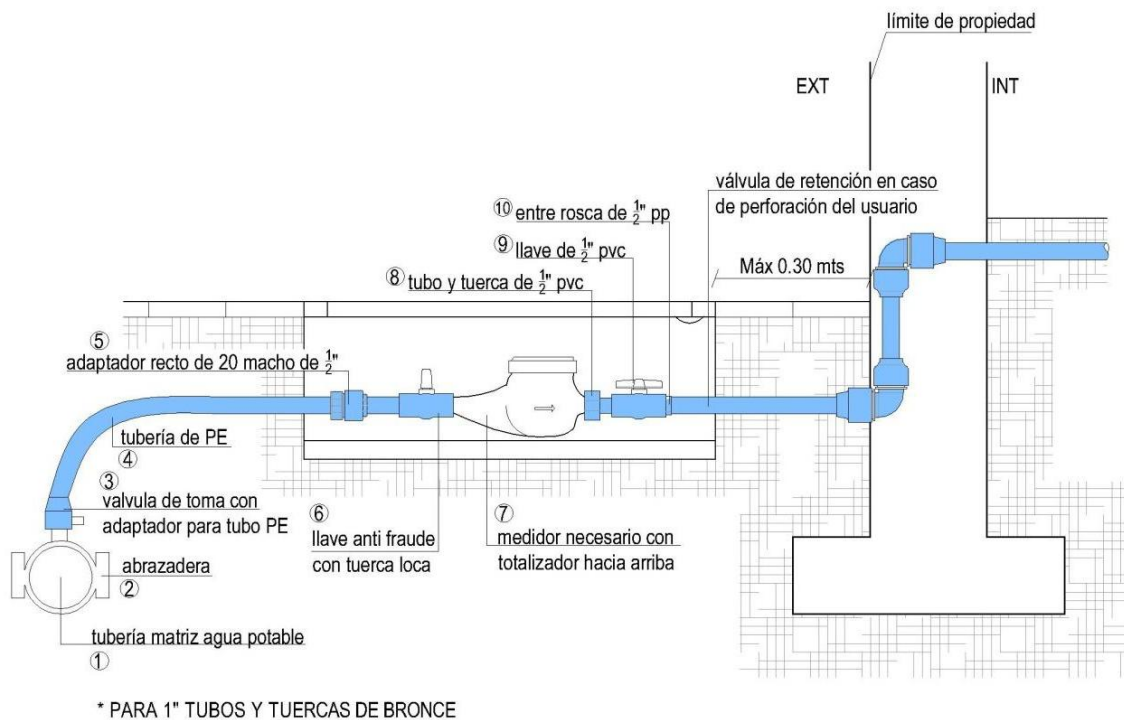 límite de propiedad
EXT
INT
válvula de retención en caso
de perforación del usuario
⑩ entre rosca de ½" pp
⑨ llave de ½" pvc
⑧ tubo y tuerca de ½" pvc
Máx 0.30 mts
⑤
adaptador recto de 20 macho de ½"
tubería de PE
④
③
valvula de toma con
adaptador para tubo PE
⑥
llave anti fraude
con tuerca loca
⑦
medidor necesario con
totalizador hacia arriba
abrazadera
②
tubería matriz agua potable
①
* PARA 1" TUBOS Y TUERCAS DE BRONCE